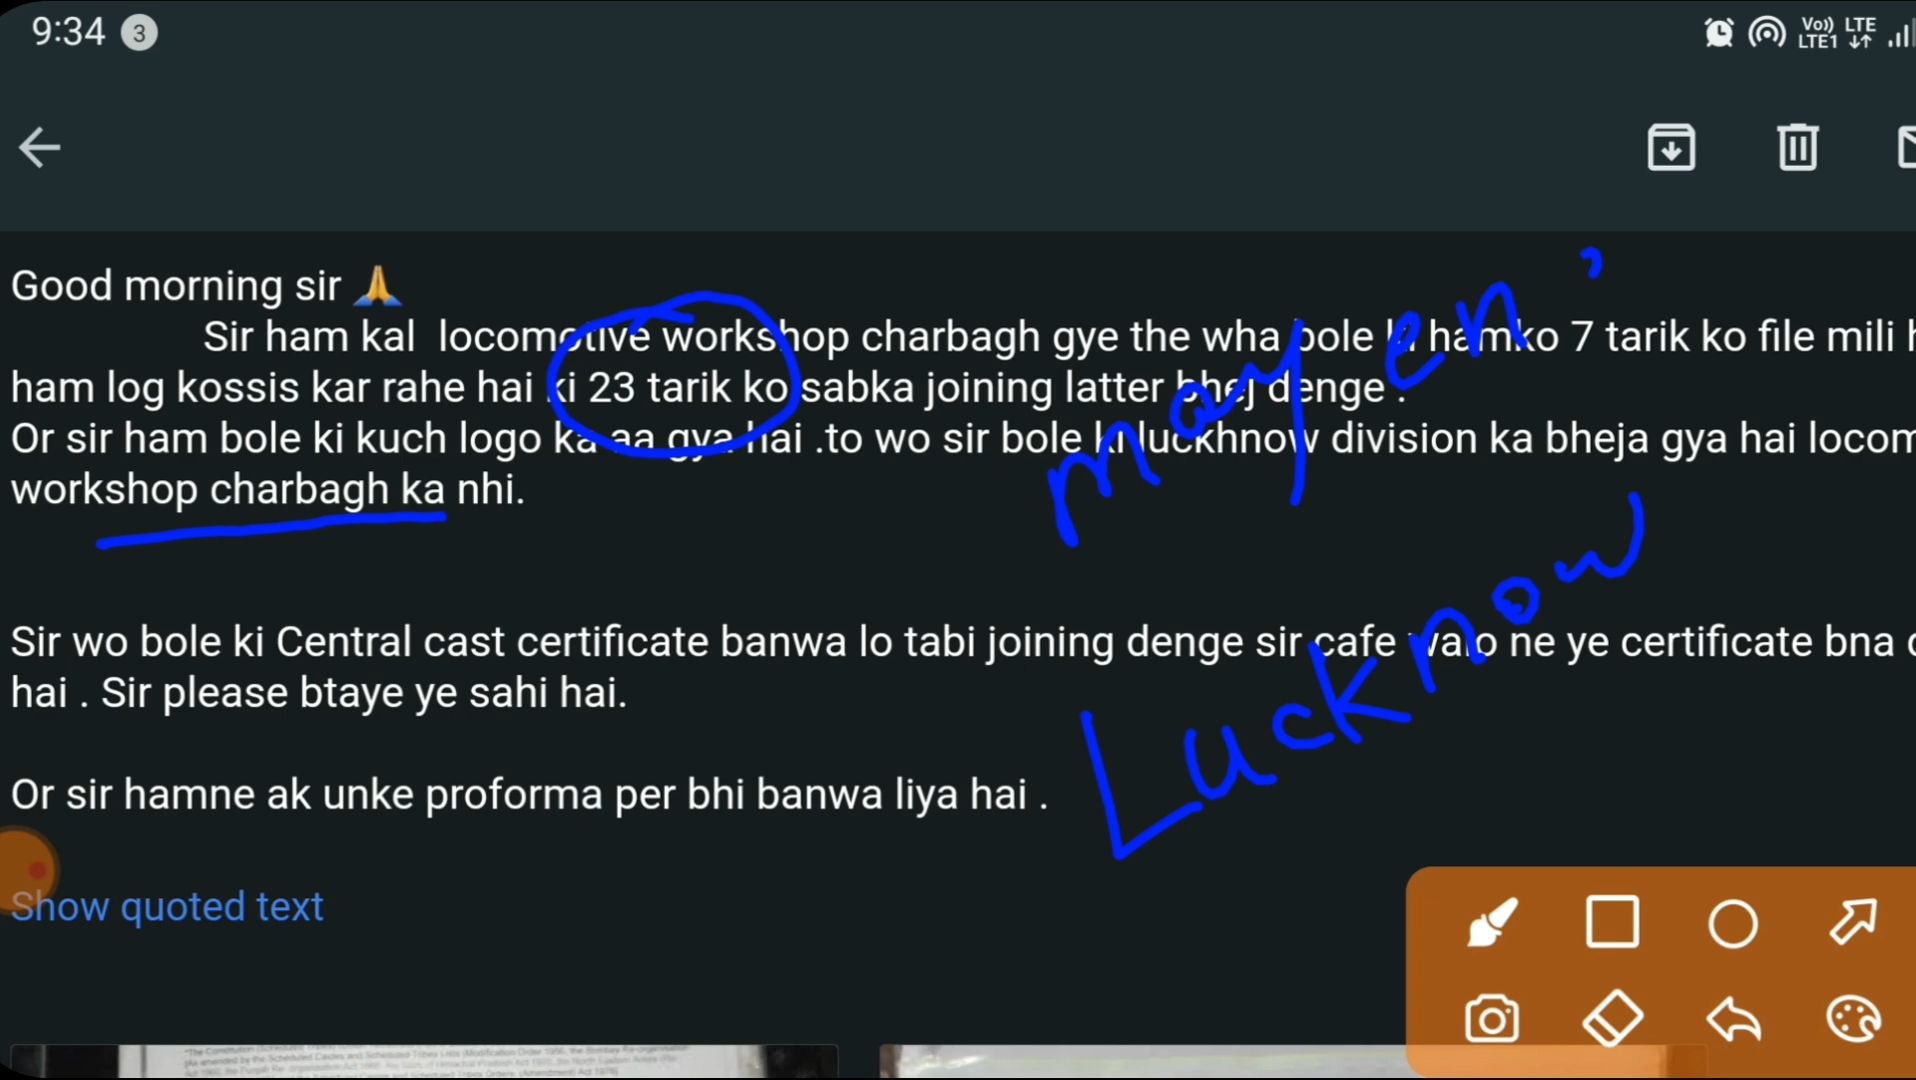 9:34 3 Vo)) LTE1 LTE
Good morning sir 🙏
Sir ham kal locomotive workshop charbagh gye the wha bole ki hamko 7 tarik ko file mili
ham log kossis kar rahe hai ki 23 tarik ko sabka joining latter bhej denge .
Or sir ham bole ki kuch logo ka aa gya hai .to wo sir bole ki luckhnow division ka bheja gya hai locom
workshop charbagh ka nhi.
mayen'
Sir wo bole ki Central cast certificate banwa lo tabi joining denge sir cafe walo ne ye certificate bna
hai . Sir please btaye ye sahi hai.
Lucknow
Or sir hamne ak unke proforma per bhi banwa liya hai .
Show quoted text